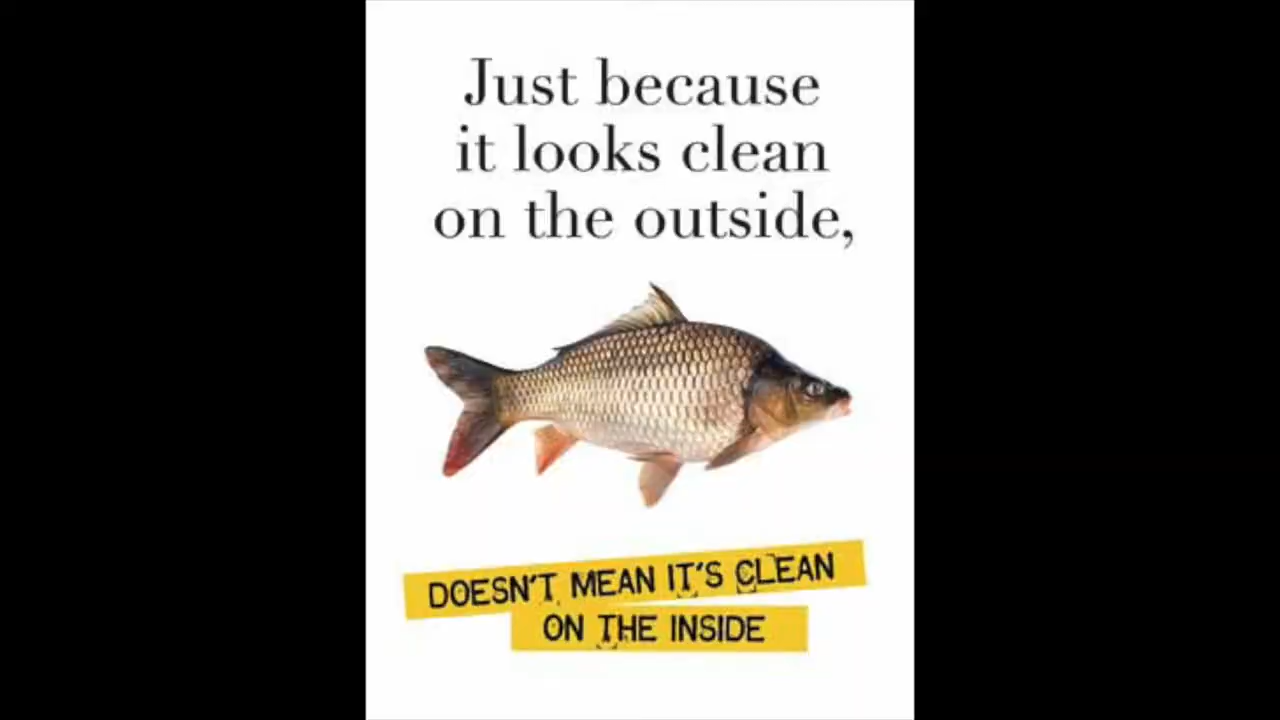 Just because
it looks clean
on the outside,
DOESN'T MEAN IT'S CLEAN
ON THE INSIDE